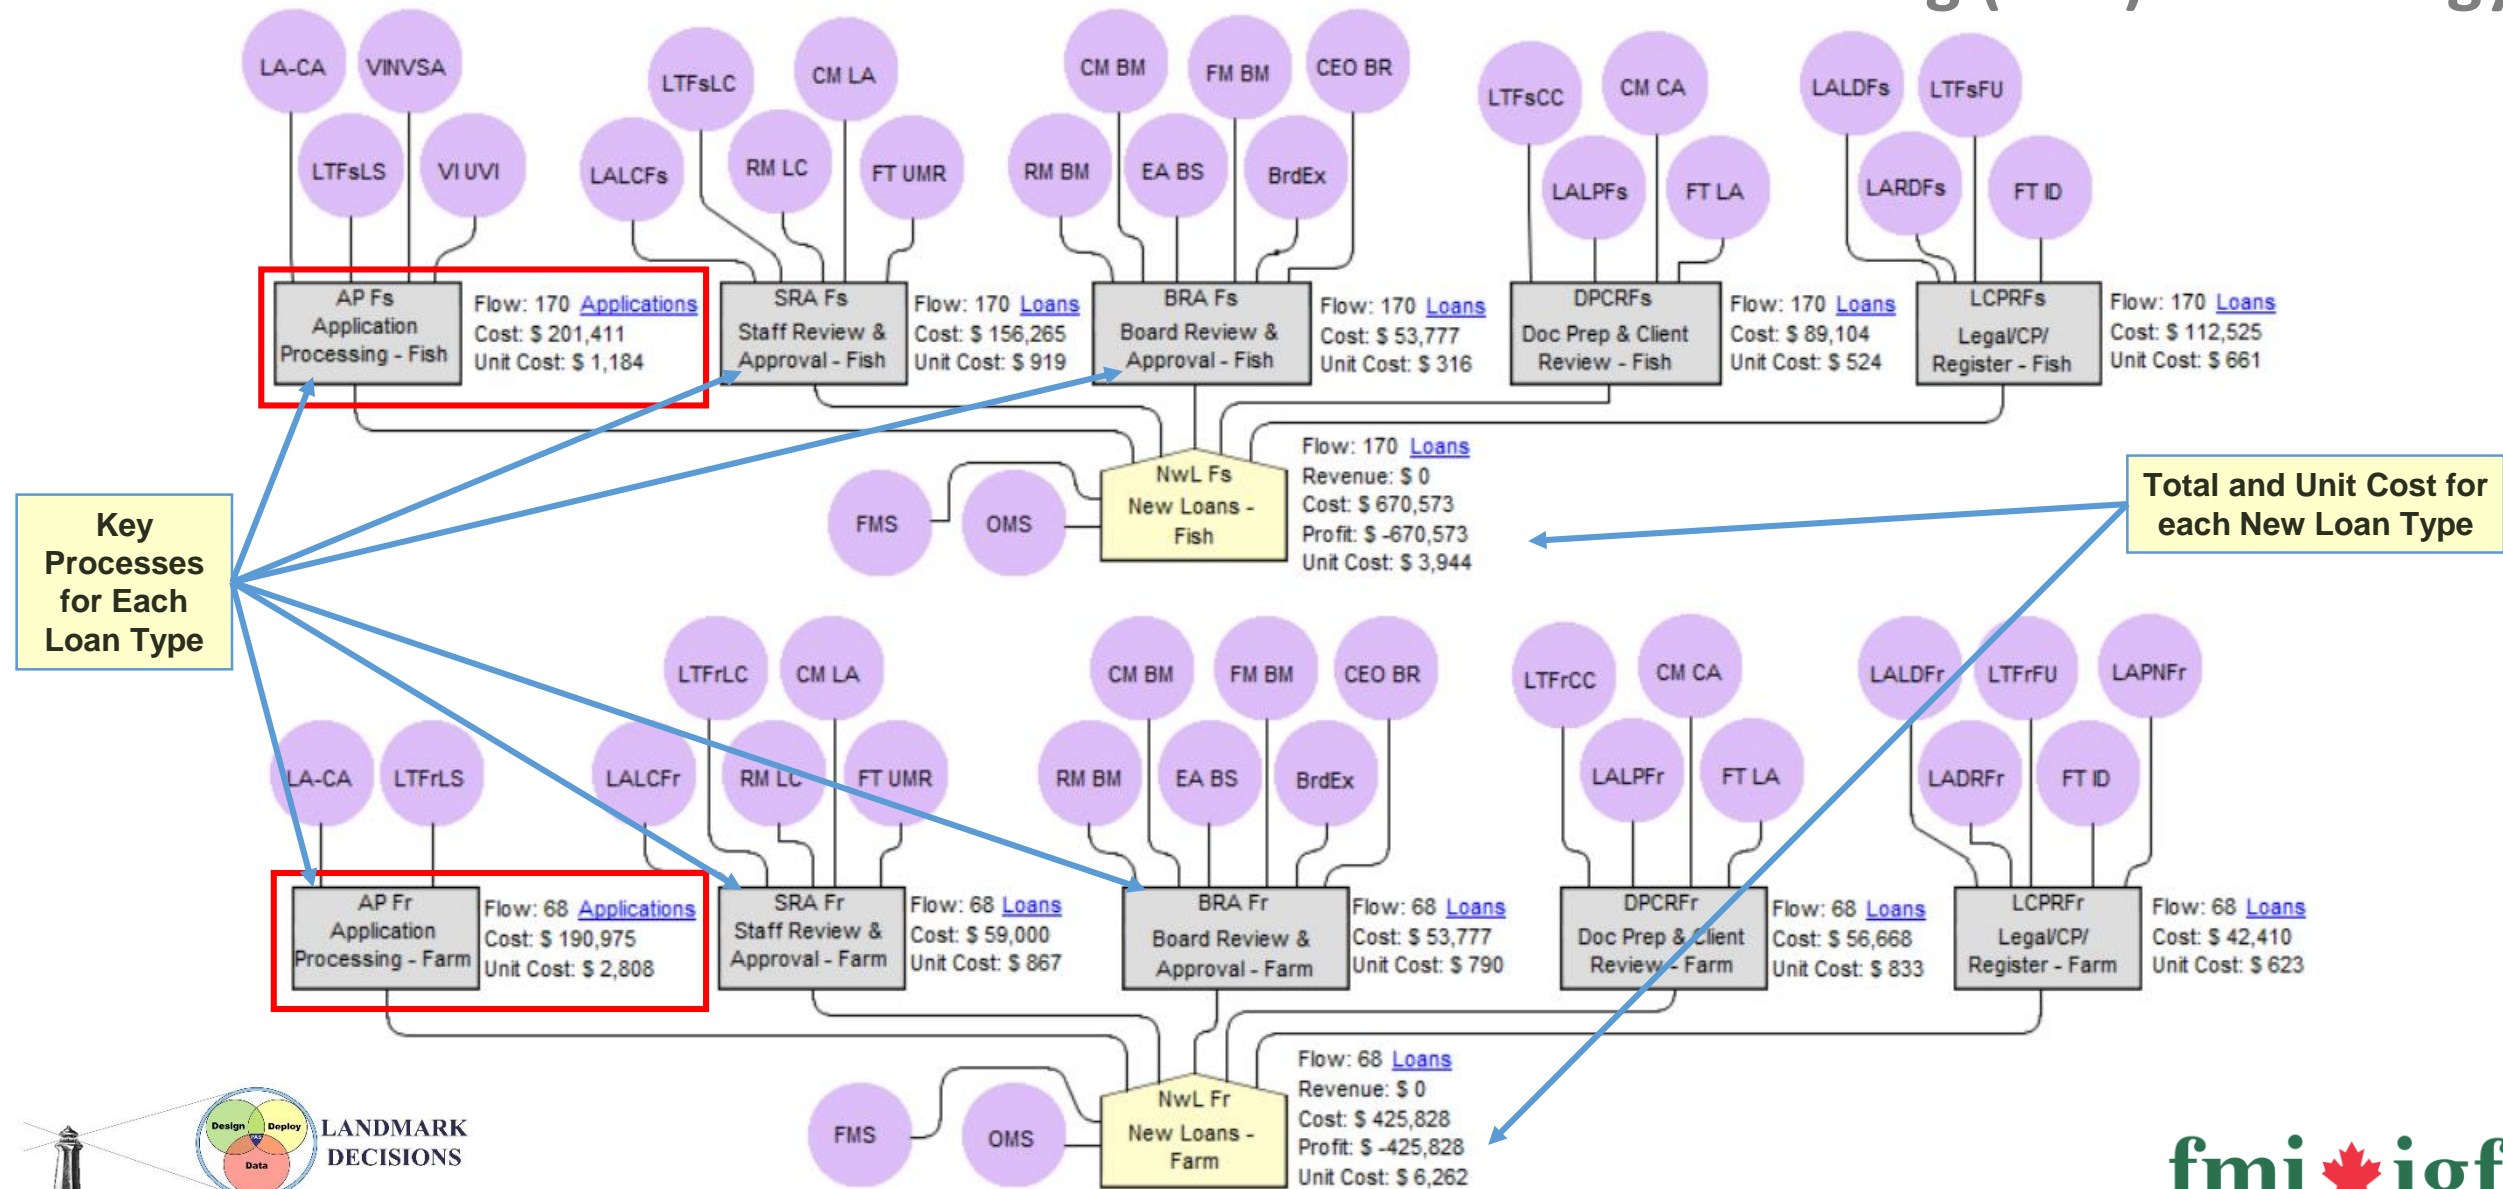 LA-CA
VINVSA
LTFsLS
VI UVI
LTFsLC
CM LA
LALCFs
RM LC
FT UMR
CM BM
FM BM
CEO BR
RM BM
EA BS
BrdEx
LTFsCC
CM CA
LALPFs
FT LA
LALDFs
LTFsFU
LARDFs
FT ID
AP Fs
Application
Processing - Fish
Flow: 170 Applications
Cost: $ 201,411
Unit Cost: $ 1,184
SRA Fs
Staff Review &
Approval - Fish
Flow: 170 Loans
Cost: $ 156,265
Unit Cost: $ 919
BRA Fs
Board Review &
Approval - Fish
Flow: 170 Loans
Cost: $ 53,777
Unit Cost: $ 316
DPCRFs
Doc Prep & Client
Review - Fish
Flow: 170 Loans
Cost: $ 89,104
Unit Cost: $ 524
LCPRFs
Legal/CP/
Register - Fish
Flow: 170 Loans
Cost: $ 112,525
Unit Cost: $ 661
FMS
OMS
NwL Fs
New Loans -
Fish
Flow: 170 Loans
Revenue: $ 0
Cost: $ 670,573
Profit: $ -670,573
Unit Cost: $ 3,944
Key
Processes
for Each
Loan Type
Total and Unit Cost for
each New Loan Type
LA-CA
LTFrLS
LTFrLC
CM LA
LALCFr
RM LC
FT UMR
CM BM
FM BM
CEO BR
RM BM
EA BS
BrdEx
LTFrCC
CM CA
LALPFr
FT LA
LALDFr
LTFrFU
LAPNFr
LADRFr
FT ID
AP Fr
Application
Processing - Farm
Flow: 68 Applications
Cost: $ 190,975
Unit Cost: $ 2,808
SRA Fr
Staff Review &
Approval - Farm
Flow: 68 Loans
Cost: $ 59,000
Unit Cost: $ 867
BRA Fr
Board Review &
Approval - Farm
Flow: 68 Loans
Cost: $ 53,777
Unit Cost: $ 790
DPCRFr
Doc Prep & Client
Review - Farm
Flow: 68 Loans
Cost: $ 56,668
Unit Cost: $ 833
LCPRFr
Legal/CP/
Register - Farm
Flow: 68 Loans
Cost: $ 42,410
Unit Cost: $ 623
FMS
OMS
NwL Fr
New Loans -
Farm
Flow: 68 Loans
Revenue: $ 0
Cost: $ 425,828
Profit: $ -425,828
Unit Cost: $ 6,262
Design
Deploy
PAS
Data
LANDMARK
DECISIONS
fmi igf